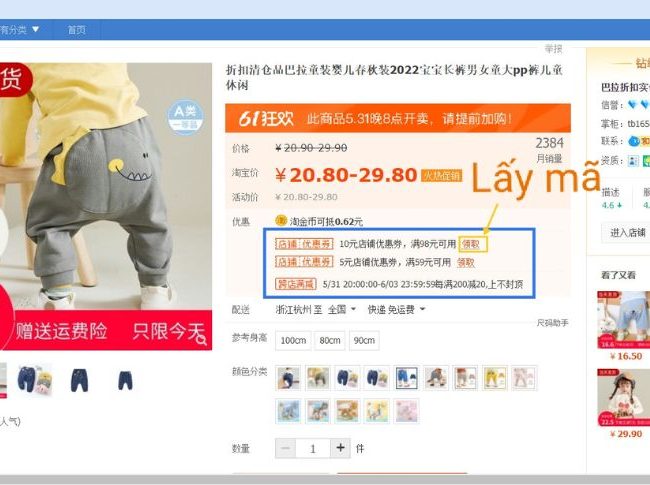 有分类 ▼ 首页
举报
货
A类
一等品
赠送运费险 只限今天
人气)
折扣清仓品巴拉童装婴儿春秋装2022宝宝长裤男女童大pp裤儿童
休闲
61狂欢 此商品5.31晚8点开卖，请提前加购！
价格 ¥ 20.90-29.90
2384
月销量
淘宝价 ¥ 20.80-29.80 火热促销
Lấy mã
活动价 ¥ 20.80-29.80
优惠 淘金币可抵0.62元
店铺优惠券 10元店铺优惠券，满98元可用 领取
店铺优惠券 5元店铺优惠券，满59元可用 领取
跨店满减 5/31 20:00:00-6/03 23:59:59每满200减20,上不封顶
配送 浙江杭州 至 全国 快递 免运费
尺码助手
参考身高 100cm 80cm 90cm
颜色分类
数量 − 1 + 件
钻
巴拉折扣实
信誉：
掌柜：tb165
联系： 和
资质：
描述 服
4.6 4.6
进入店铺
看了又看
16.6
¥ 16.50
22.5
¥ 29.90